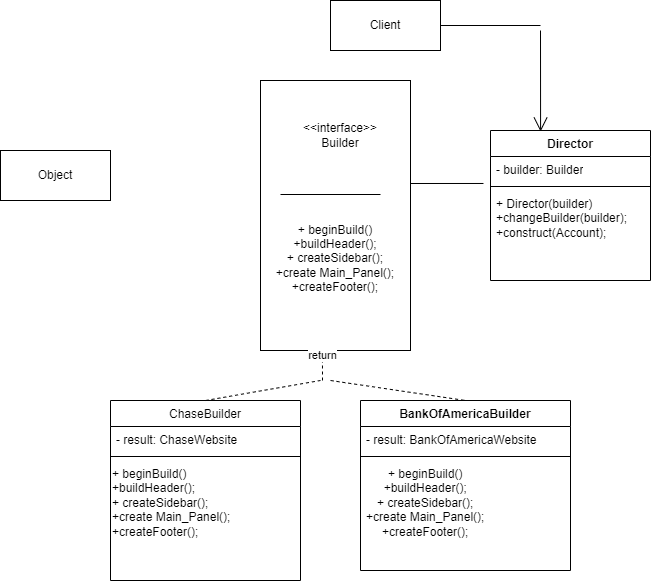 Client
<<interface>>
Builder
+ beginBuild()
+buildHeader();
+ createSidebar();
+create Main_Panel();
+createFooter();
Director
- builder: Builder
+ Director(builder)
+changeBuilder(builder);
+construct(Account);
Object
return
ChaseBuilder
- result: ChaseWebsite
+ beginBuild()
+buildHeader();
+ createSidebar();
+create Main_Panel();
+createFooter();
BankOfAmericaBuilder
- result: BankOfAmericaWebsite
+ beginBuild()
+buildHeader();
+ createSidebar();
+create Main_Panel();
+createFooter();